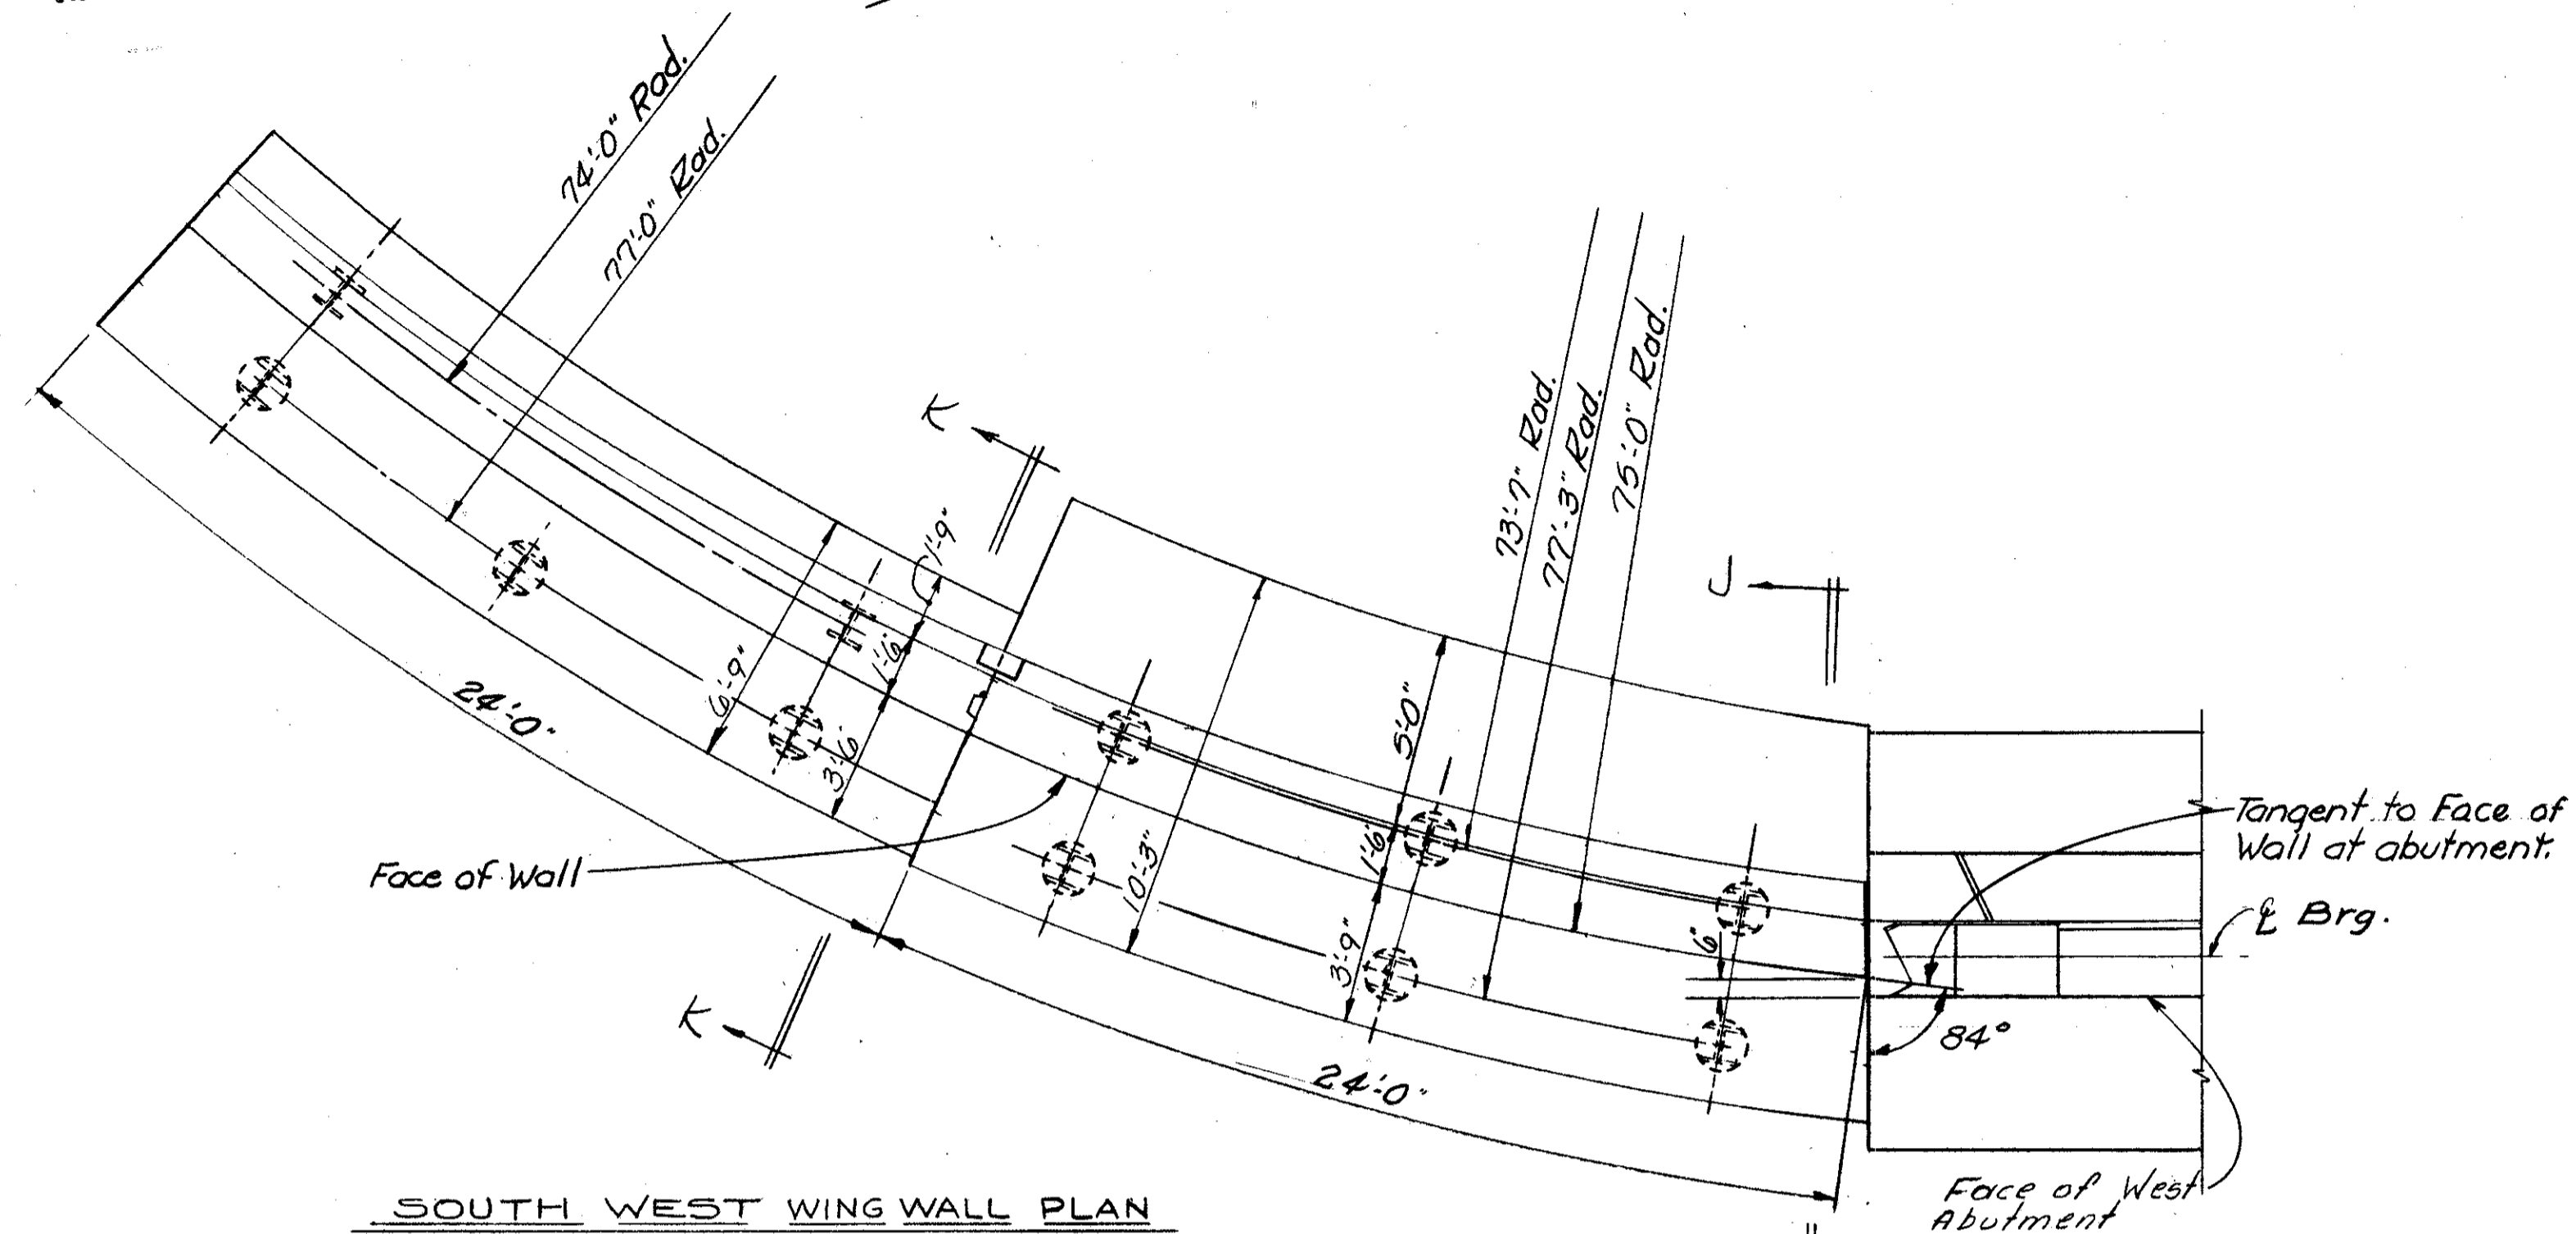 74'-0" Rad.
77'-0" Rad.
73'-7" Rad.
77'-3" Rad.
75'-0" Rad.
K
J
1'-9"
1'-6"
6'-9"
3'-6"
24'-0"
5'-0"
1'-6"
10'-3"
3'-9"
6"
Face of Wall
Tangent to Face of
Wall at abutment.
℄ Brg.
84°
K
24'-0"
Face of West
Abutment
SOUTH WEST WING WALL PLAN